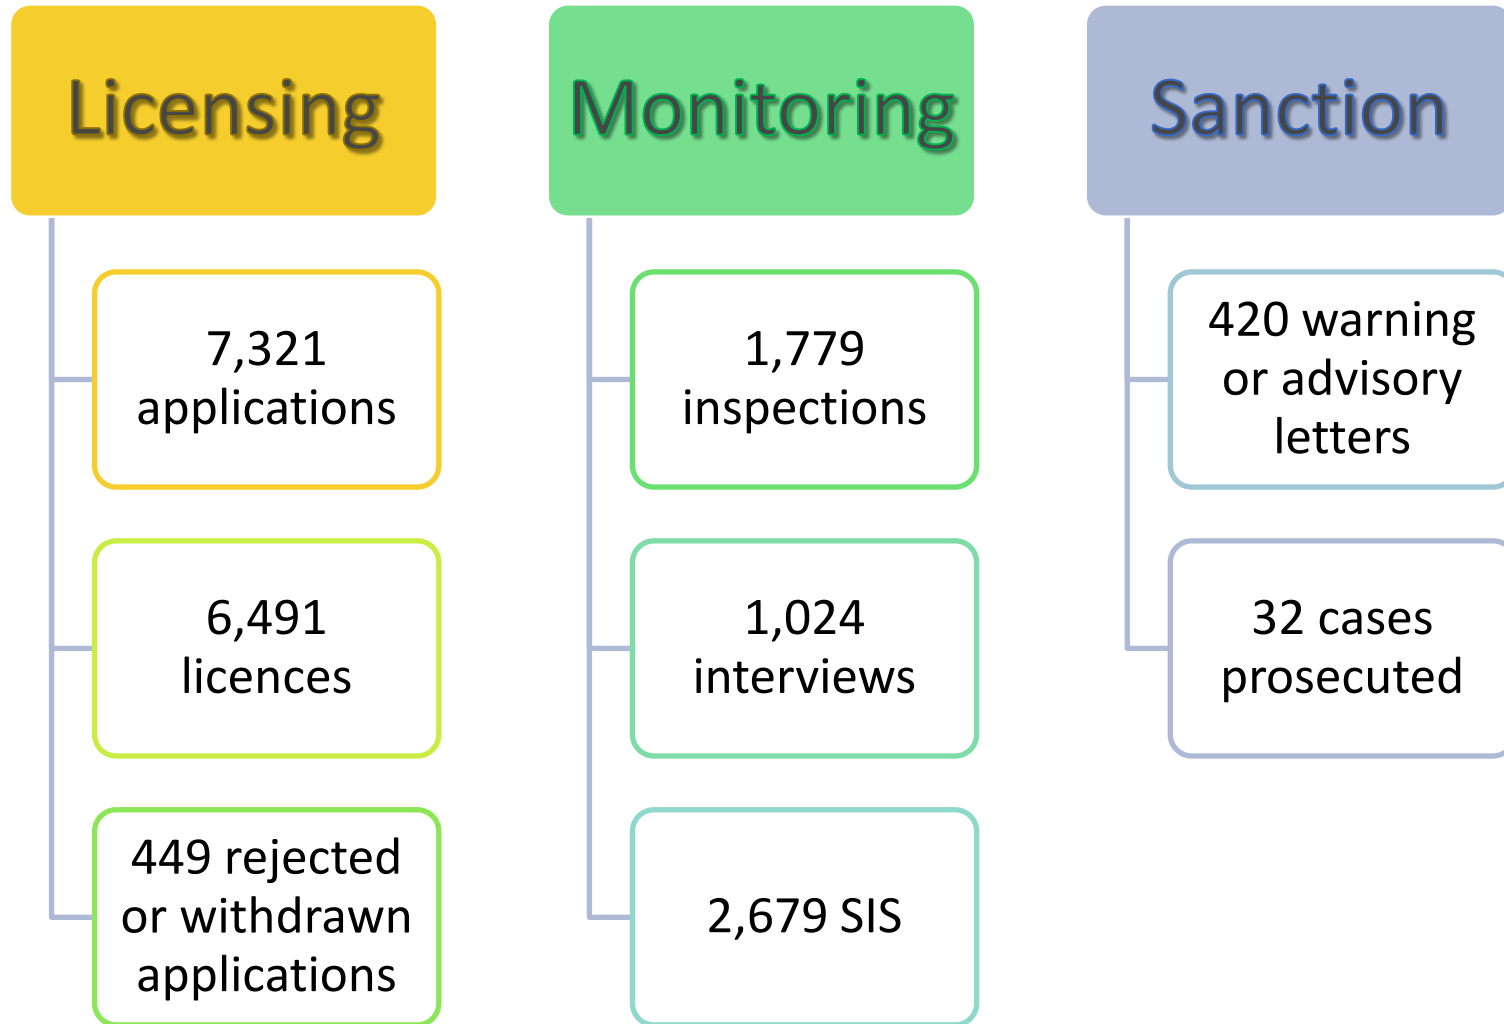 Licensing
7,321
applications
6,491
licences
449 rejected
or withdrawn
applications
Monitoring
1,779
inspections
1,024
interviews
2,679 SIS
Sanction
420 warning
or advisory
letters
32 cases
prosecuted